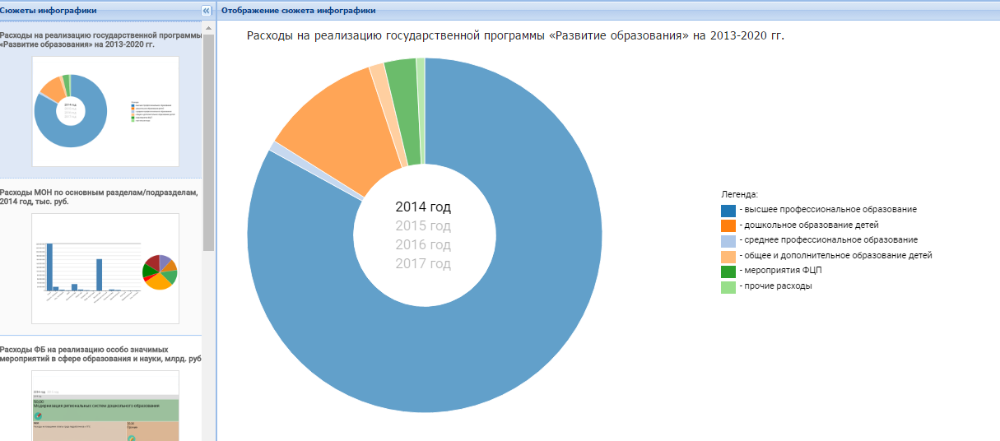 Сюжеты инфографики
Расходы на реализацию государственной программы
«Развитие образования» на 2013-2020 гг.
2014 год
Расходы МОН по основным разделам/подразделам,
2014 год, тыс. руб.
Расходы ФБ на реализацию особо значимых
мероприятий в сфере образования и науки, млрд. руб
2014 год
Модернизация региональных систем дошкольного образования
Отображение сюжета инфографики
Расходы на реализацию государственной программы «Развитие образования» на 2013-2020 гг.
2014 год
2015 год
2016 год
2017 год
Легенда:
- высшее профессиональное образование
- дошкольное образование детей
- среднее профессиональное образование
- общее и дополнительное образование детей
- мероприятия ФЦП
- прочие расходы